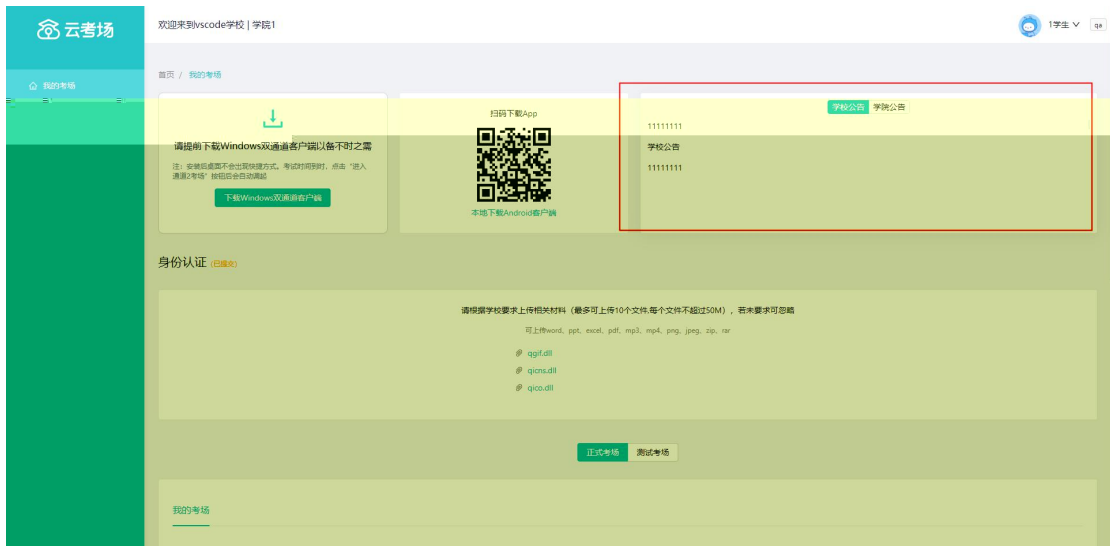 云考场
欢迎来到vscode学校 | 学院1
1学生
qa
我的考场
首页 / 我的考场
请提前下载Windows双通道客户端以备不时之需
注：安装后桌面不会出现快捷方式。考试时间到时，点击“进入
通道2考场”按钮后会自动调起
下载Windows双通道客户端
扫码下载App
本地下载Android客户端
学校公告 学院公告
11111111
学校公告
11111111
身份认证 (已提交)
请根据学校要求上传相关材料（最多可上传10个文件,每个文件不超过50M），若未要求可忽略
可上传word、ppt、excel、pdf、mp3、mp4、png、jpeg、zip、rar
qgif.dll
qicns.dll
qico.dll
正式考场 测试考场
我的考场